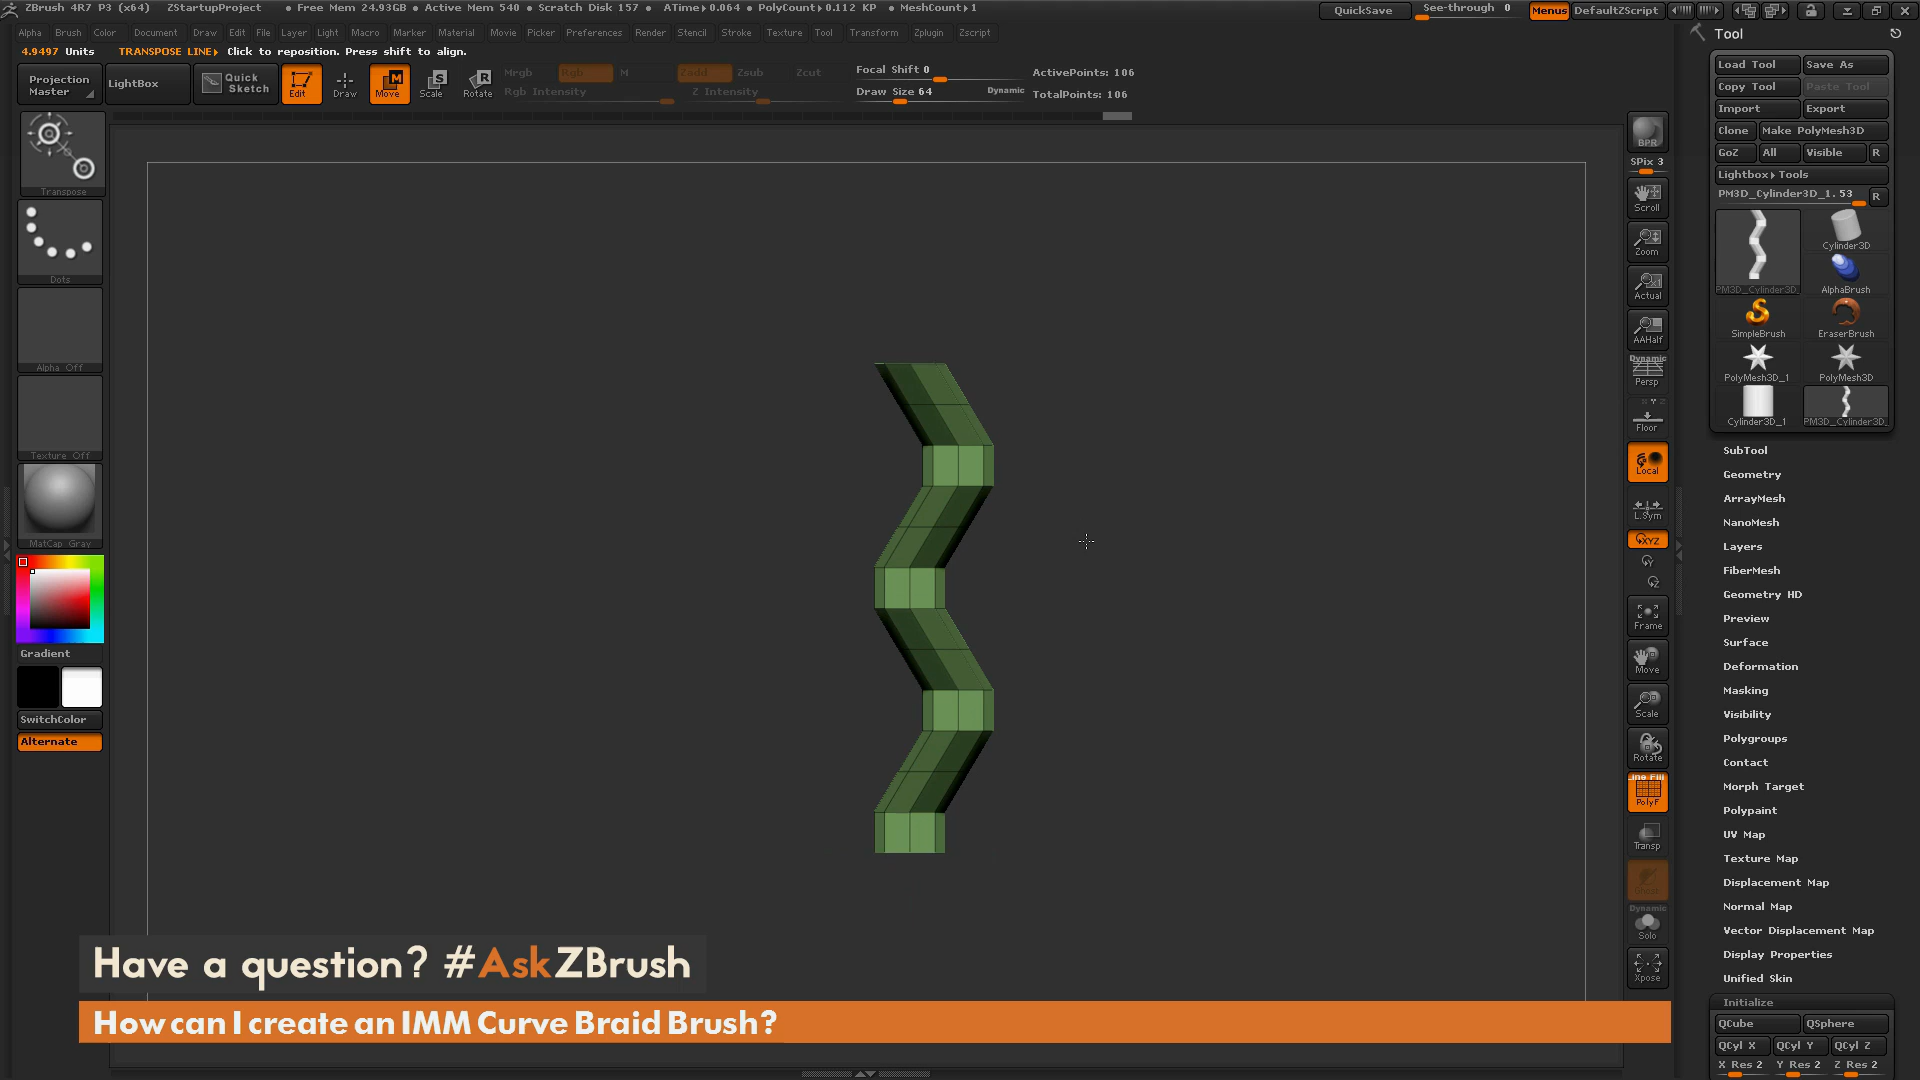 ZBrush 4R7 P3 (x64) ZStartupProject • Free Mem 24.93GB • Active Mem 540 • Scratch Disk 157 • ATime▸0.064 • PolyCount▸0.112 KP • MeshCount▸1
QuickSave See-through 0 Menus DefaultZScript
Alpha Brush Color Document Draw Edit File Layer Light Macro Marker Material Movie Picker Preferences Render Stencil Stroke Texture Tool Transform Zplugin Zscript
4.9497 Units TRANSPOSE LINE▸ Click to reposition. Press shift to align.
Projection Master
LightBox
Quick Sketch
Edit
Draw
Move
Scale
Rotate
Mrgb Rgb M
Rgb Intensity
Zadd Zsub Zcut
Z Intensity
Focal Shift 0
Draw Size 64
Dynamic
ActivePoints: 106
TotalPoints: 106
Transpose
Dots
Alpha Off
Texture Off
MatCap Gray
Gradient
SwitchColor
Alternate
BPR
SPix 3
Scroll
Zoom
Actual
AAHalf
Dynamic
Persp
Floor
Local
L.Sym
XYZ
Y
Z
Frame
Move
Scale
Rotate
Line Fill
PolyF
Transp
Ghost
Dynamic
Solo
Xpose
Tool
Load Tool Save As
Copy Tool Paste Tool
Import Export
Clone Make PolyMesh3D
GoZ All Visible R
Lightbox▸Tools
PM3D_Cylinder3D_1. 53 R
PM3D_Cylinder3D_
Cylinder3D
AlphaBrush
SimpleBrush
EraserBrush
PolyMesh3D_1
PolyMesh3D
Cylinder3D_1
PM3D_Cylinder3D_
SubTool
Geometry
ArrayMesh
NanoMesh
Layers
FiberMesh
Geometry HD
Preview
Surface
Deformation
Masking
Visibility
Polygroups
Contact
Morph Target
Polypaint
UV Map
Texture Map
Displacement Map
Normal Map
Vector Displacement Map
Display Properties
Unified Skin
Initialize
QCube QSphere
QCyl X QCyl Y QCyl Z
X Res 2 Y Res 2 Z Res 2
Have a question? #AskZBrush
How can I create an IMM Curve Braid Brush?